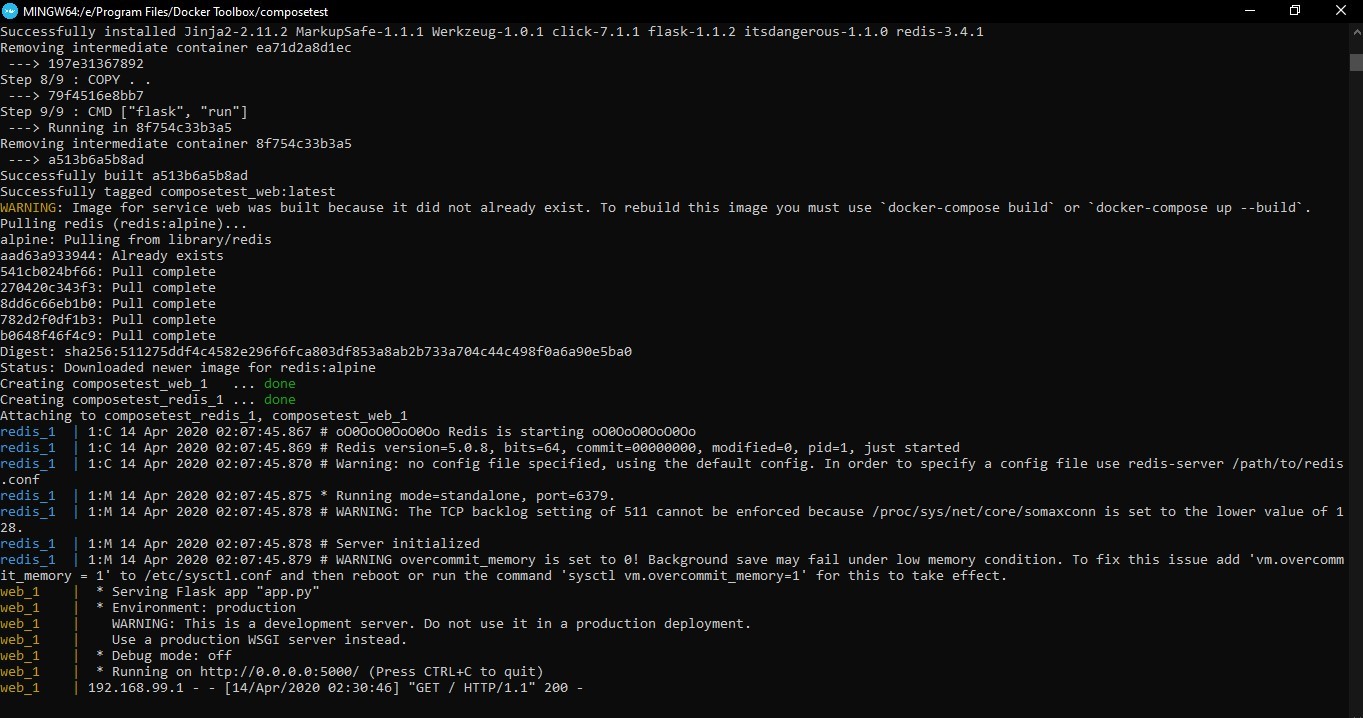 MINGW64:/e/Program Files/Docker Toolbox/composetest
Successfully installed Jinja2-2.11.2 MarkupSafe-1.1.1 Werkzeug-1.0.1 click-7.1.1 flask-1.1.2 itsdangerous-1.1.0 redis-3.4.1
Removing intermediate container ea71d2a8d1ec
 ---> 197e31367892
Step 8/9 : COPY . .
 ---> 79f4516e8bb7
Step 9/9 : CMD ["flask", "run"]
 ---> Running in 8f754c33b3a5
Removing intermediate container 8f754c33b3a5
 ---> a513b6a5b8ad
Successfully built a513b6a5b8ad
Successfully tagged composetest_web:latest
WARNING: Image for service web was built because it did not already exist. To rebuild this image you must use `docker-compose build` or `docker-compose up --build`.
Pulling redis (redis:alpine)...
alpine: Pulling from library/redis
aad63a933944: Already exists
541cb024bf66: Pull complete
270420c343f3: Pull complete
8dd6c66eb1b0: Pull complete
782d2f0df1b3: Pull complete
b0648f46f4c9: Pull complete
Digest: sha256:511275ddf4c4582e296f6fca803df853a8ab2b733a704c44c498f0a6a90e5ba0
Status: Downloaded newer image for redis:alpine
Creating composetest_web_1   ... done
Creating composetest_redis_1 ... done
Attaching to composetest_redis_1, composetest_web_1
redis_1  | 1:C 14 Apr 2020 02:07:45.867 # oO0OoO0OoO0Oo Redis is starting oO0OoO0OoO0Oo
redis_1  | 1:C 14 Apr 2020 02:07:45.869 # Redis version=5.0.8, bits=64, commit=00000000, modified=0, pid=1, just started
redis_1  | 1:C 14 Apr 2020 02:07:45.870 # Warning: no config file specified, using the default config. In order to specify a config file use redis-server /path/to/redis
.conf
redis_1  | 1:M 14 Apr 2020 02:07:45.875 * Running mode=standalone, port=6379.
redis_1  | 1:M 14 Apr 2020 02:07:45.878 # WARNING: The TCP backlog setting of 511 cannot be enforced because /proc/sys/net/core/somaxconn is set to the lower value of 1
28.
redis_1  | 1:M 14 Apr 2020 02:07:45.878 # Server initialized
redis_1  | 1:M 14 Apr 2020 02:07:45.879 # WARNING overcommit_memory is set to 0! Background save may fail under low memory condition. To fix this issue add 'vm.overcomm
it_memory = 1' to /etc/sysctl.conf and then reboot or run the command 'sysctl vm.overcommit_memory=1' for this to take effect.
web_1    |  * Serving Flask app "app.py"
web_1    |  * Environment: production
web_1    |    WARNING: This is a development server. Do not use it in a production deployment.
web_1    |    Use a production WSGI server instead.
web_1    |  * Debug mode: off
web_1    |  * Running on http://0.0.0.0:5000/ (Press CTRL+C to quit)
web_1    | 192.168.99.1 - - [14/Apr/2020 02:30:46] "GET / HTTP/1.1" 200 -